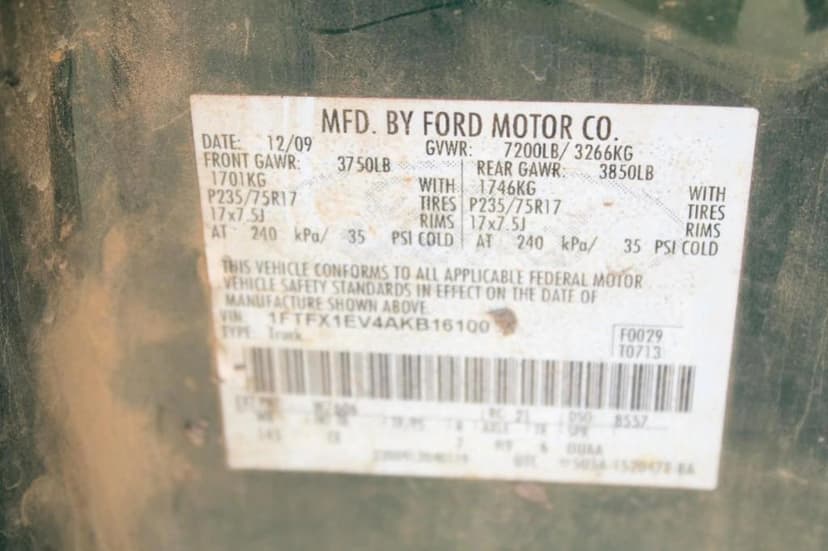 MFD. BY FORD MOTOR CO.
DATE: 12/09 GVWR: 7200LB/ 3266KG
FRONT GAWR: 3750LB REAR GAWR: 3850LB
1701KG WITH 1746KG WITH
P235/75R17 TIRES P235/75R17 TIRES
17x7.5J RIMS 17x7.5J RIMS
AT 240 kPa/ 35 PSI COLD AT 240 kPa/ 35 PSI COLD
THIS VEHICLE CONFORMS TO ALL APPLICABLE FEDERAL MOTOR
VEHICLE SAFETY STANDARDS IN EFFECT ON THE DATE OF
MANUFACTURE SHOWN ABOVE.
VIN: 1FTFX1EV4AKB16100
TYPE: Truck
F0029
T0713
DSO 8557